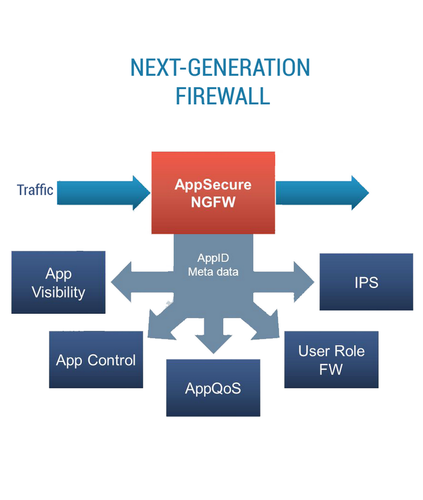 NEXT-GENERATION
FIREWALL
Traffic
AppSecure
NGFW
AppID
Meta data
App
Visibility
IPS
App Control
User Role
FW
AppQoS